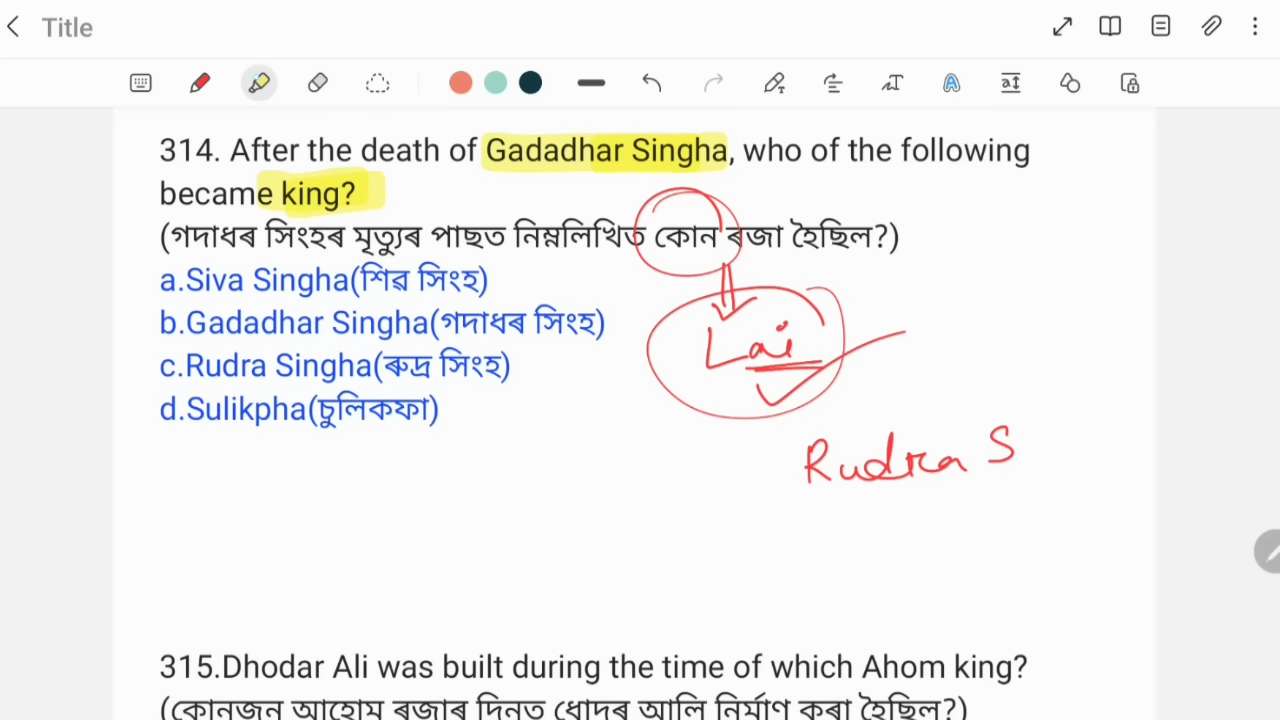 Title
314. After the death of Gadadhar Singha, who of the following
became king?
(গদাধৰ সিংহৰ মৃত্যুৰ পাছত নিম্নলিখিত কোন ৰজা হৈছিল?)
a.Siva Singha(শিৱ সিংহ)
b.Gadadhar Singha(গদাধৰ সিংহ)
Lai
c.Rudra Singha(ৰুদ্ৰ সিংহ)
d.Sulikpha(চুলিকফা)
Rudra S
315.Dhodar Ali was built during the time of which Ahom king?
(কোনজন আহোম ৰজাৰ দিনত ধোদৰ আলি নিৰ্মাণ কৰা হৈছিল?)